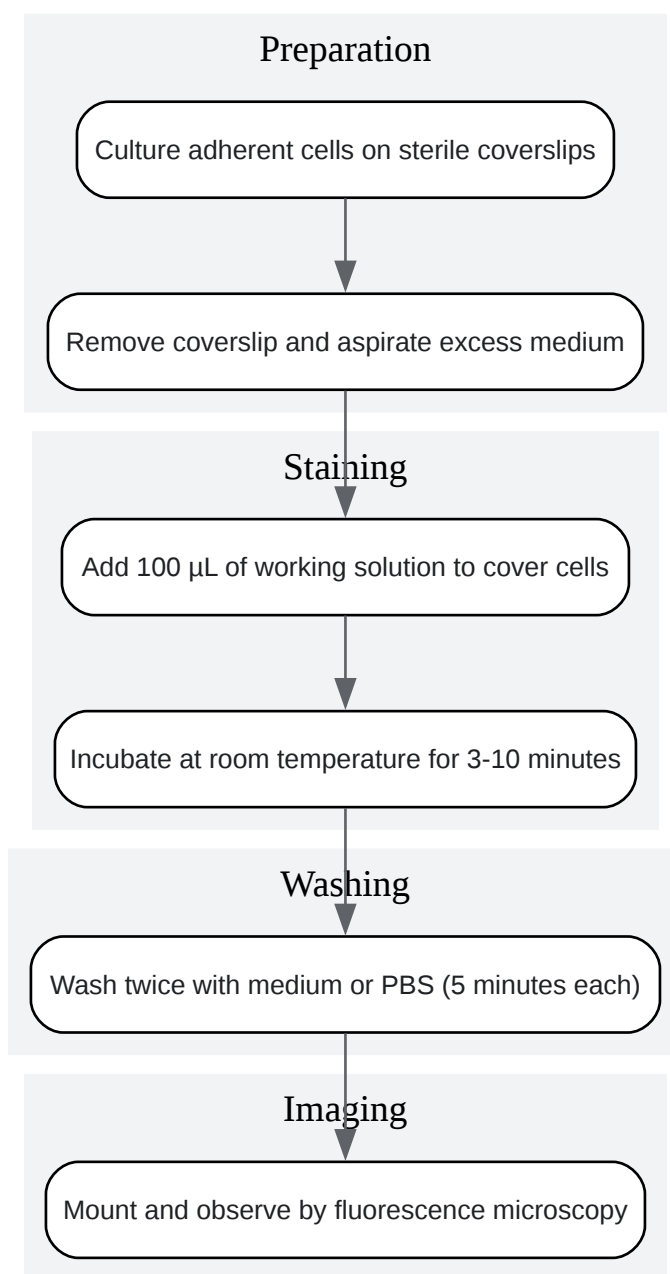 Preparation
Culture adherent cells on sterile coverslips
Remove coverslip and aspirate excess medium
Staining
Add 100 µL of working solution to cover cells
Incubate at room temperature for 3-10 minutes
Washing
Wash twice with medium or PBS (5 minutes each)
Imaging
Mount and observe by fluorescence microscopy